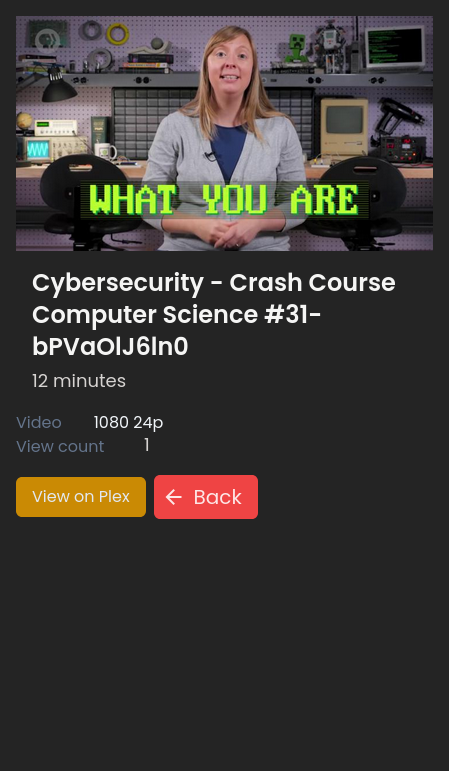 WHAT YOU ARE
Cybersecurity - Crash Course
Computer Science #31-
bPVaOlJ6ln0
12 minutes
Video 1080 24p
View count 1
View on Plex
Back